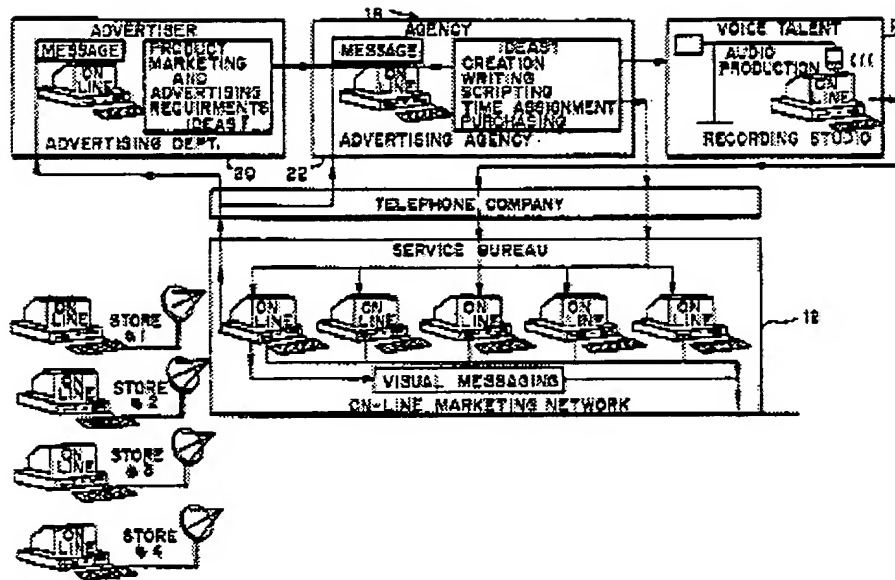 18
ADVERTISER
MESSAGE
ON
LINE
PRODUCT
MARKETING
AND
ADVERTISING
REQUIRMENTS
IDEAS?
ADVERTISING DEPT.
20
AGENCY
MESSAGE
ON
LINE
IDEAS?
CREATION
WRITING
SCRIPTING
TIME ASSIGNMENT
PURCHASING
ADVERTISING AGENCY
22
VOICE TALENT
AUDIO
PRODUCTION
ON
LINE
RECORDING STUDIO
TELEPHONE COMPANY
SERVICE BUREAU
ON
LINE
ON
LINE
ON
LINE
ON
LINE
ON
LINE
12
VISUAL MESSAGING
ON-LINE MARKETING NETWORK
ON
LINE
STORE
#1
ON
LINE
STORE
#2
ON
LINE
STORE
#3
ON
LINE
STORE
#4